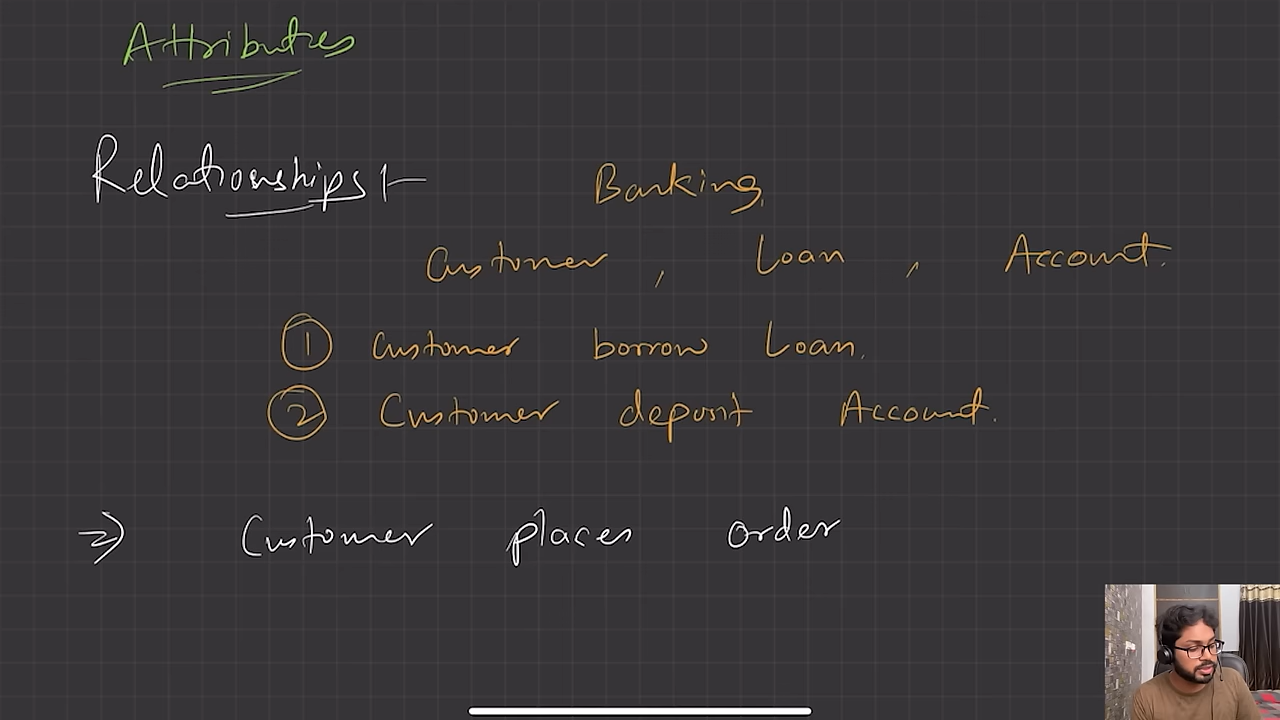 Attributes
Relationships :-
Banking,
Customer , Loan , Account.
① Customer borrow Loan.
② Customer deposit Account.
⇒ Customer places order